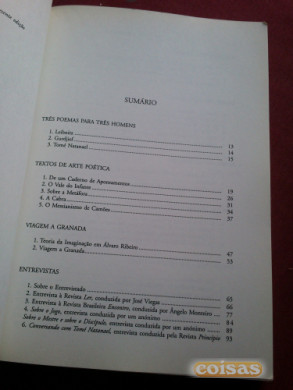 SUMÁRIO
TRÊS POEMAS PARA TRÊS HOMENS
1. Leibniz 13
2. Gurdjief 14
3. Tomé Natanael 15
TEXTOS DE ARTE POÉTICA
1. De um Caderno de Apontamentos 19
2. O Vale do Infante 26
3. Sobre a Metáfora 31
4. A Cabra 34
5. O Messianismo de Camões 37
VIAGEM A GRANADA
1. Teoria da Imaginação em Álvaro Ribeiro 47
2. Viagem a Granada 53
ENTREVISTAS
1. Sobre o Entrevistado 65
2. Entrevista à Revista Ler, conduzida por José Viegas 66
3. Entrevista à Revista Brasileira Encontro, conduzida por Ângelo Monteiro 77
4. Sobre o Jogo, entrevista conduzida por um anónimo 84
5. Sobre o Mestre e sobre o Discípulo, entrevista conduzida por um anónimo 89
6. Conversando com Tomé Natanael, entrevista conduzida pela Revista Princípio 93
coisas